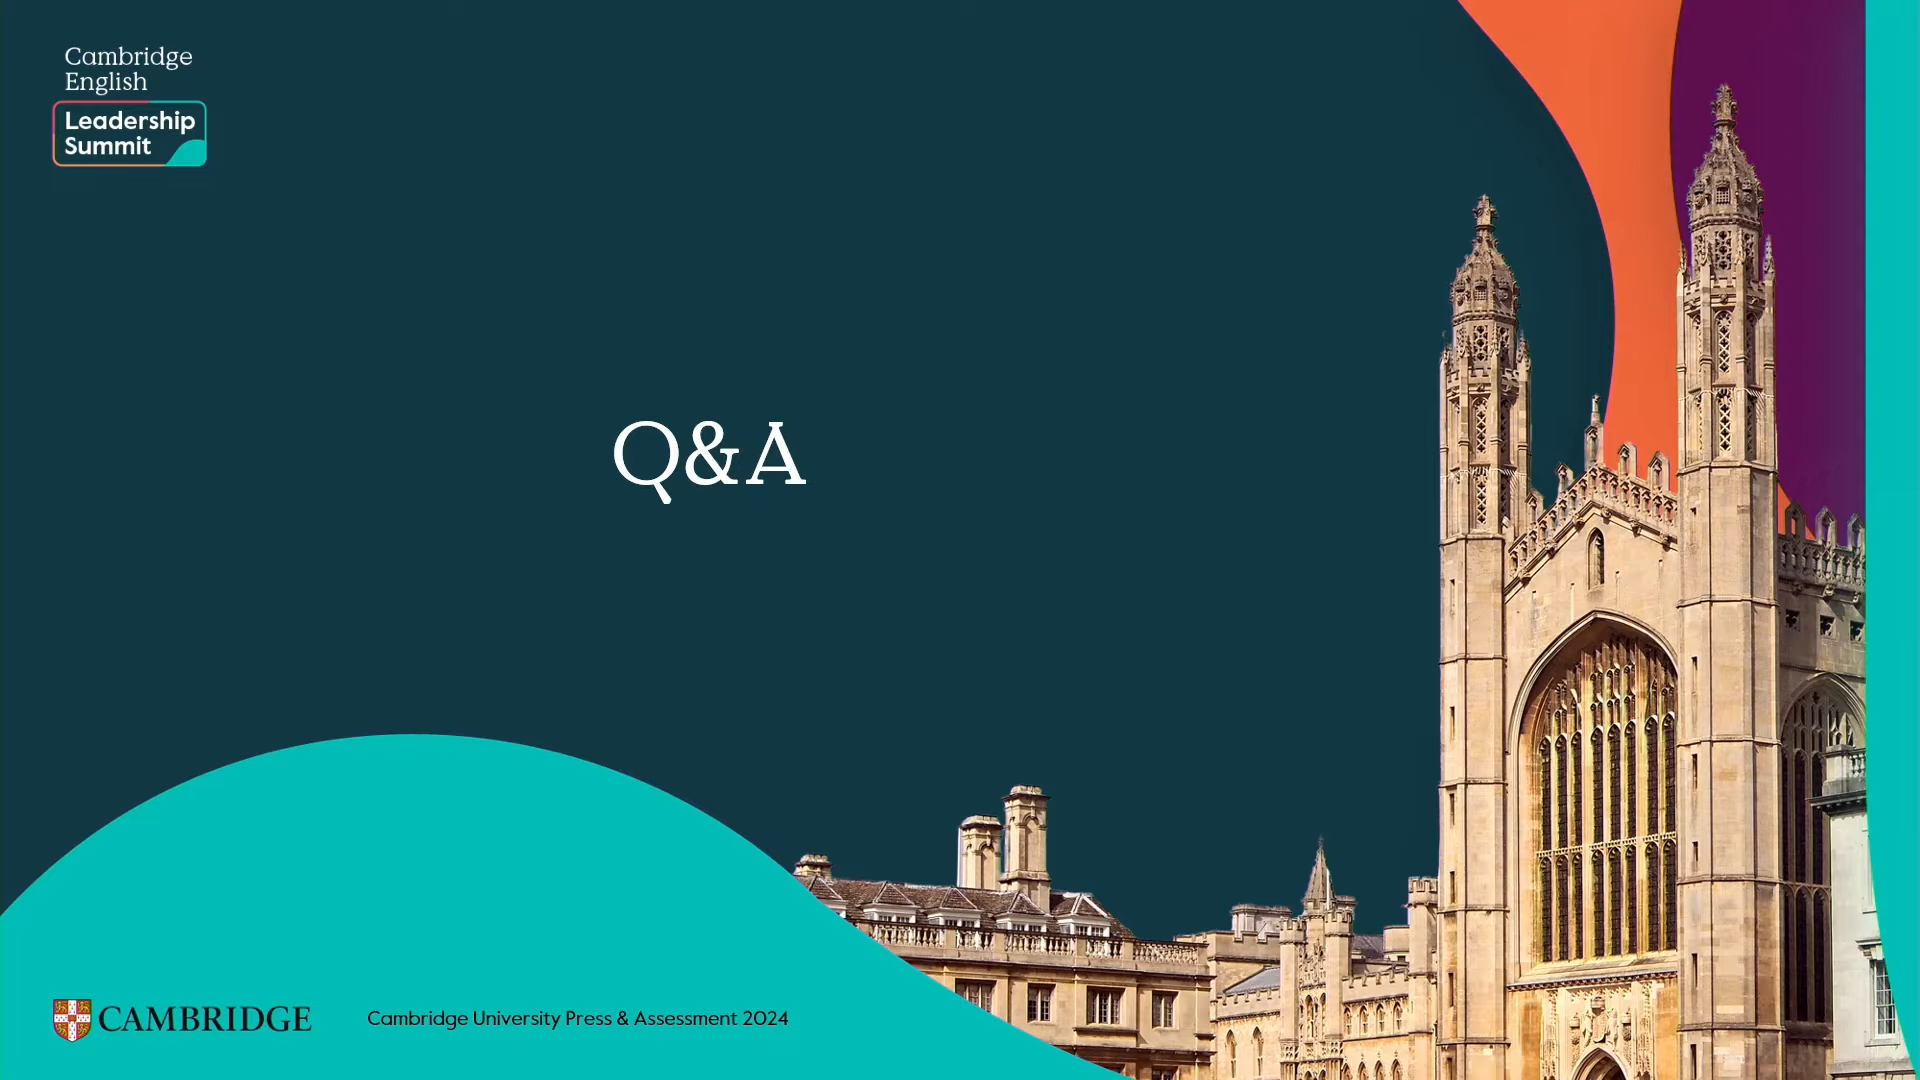 Cambridge
English
Leadership
Summit
Q&A
CAMBRIDGE
Cambridge University Press & Assessment 2024